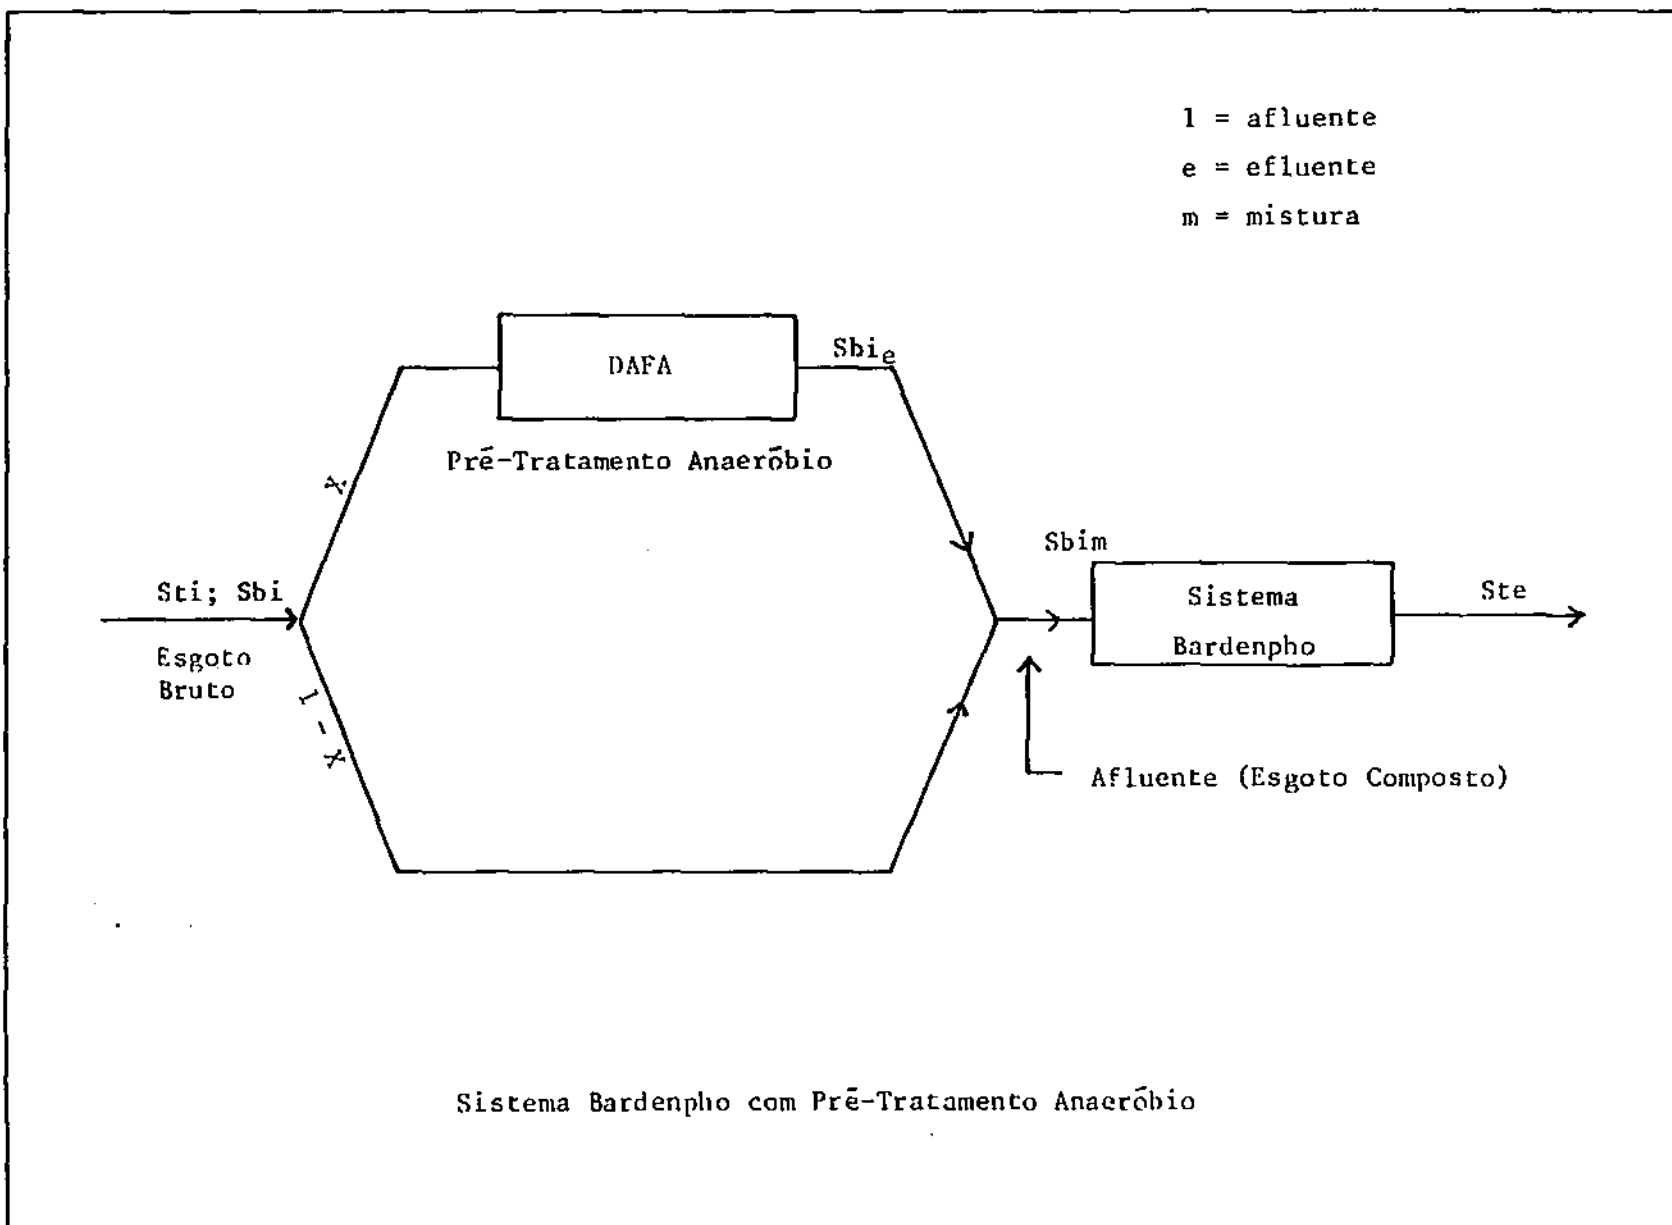 l = afluente
e = efluente
m = mistura
DAFA
Sbie
Pré-Tratamento Anaeróbio
X
Sbim
Sti; Sbi
Sistema
Bardenpho
Ste
Esgoto
Bruto
1 - X
Afluente (Esgoto Composto)
Sistema Bardenpho com Pré-Tratamento Anaeróbio